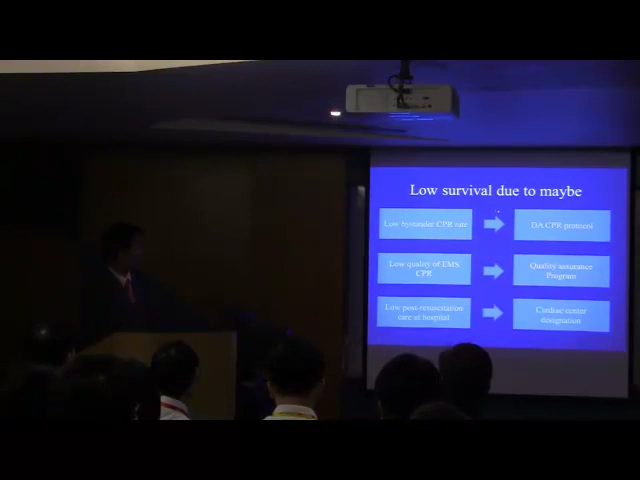 Low survival due to maybe
Low bystander CPR rate
DA CPR protocol
Low quality of EMS
CPR
Quality assurance
Program
Low post-resuscitation
care at hospital
Cardiac center
designation